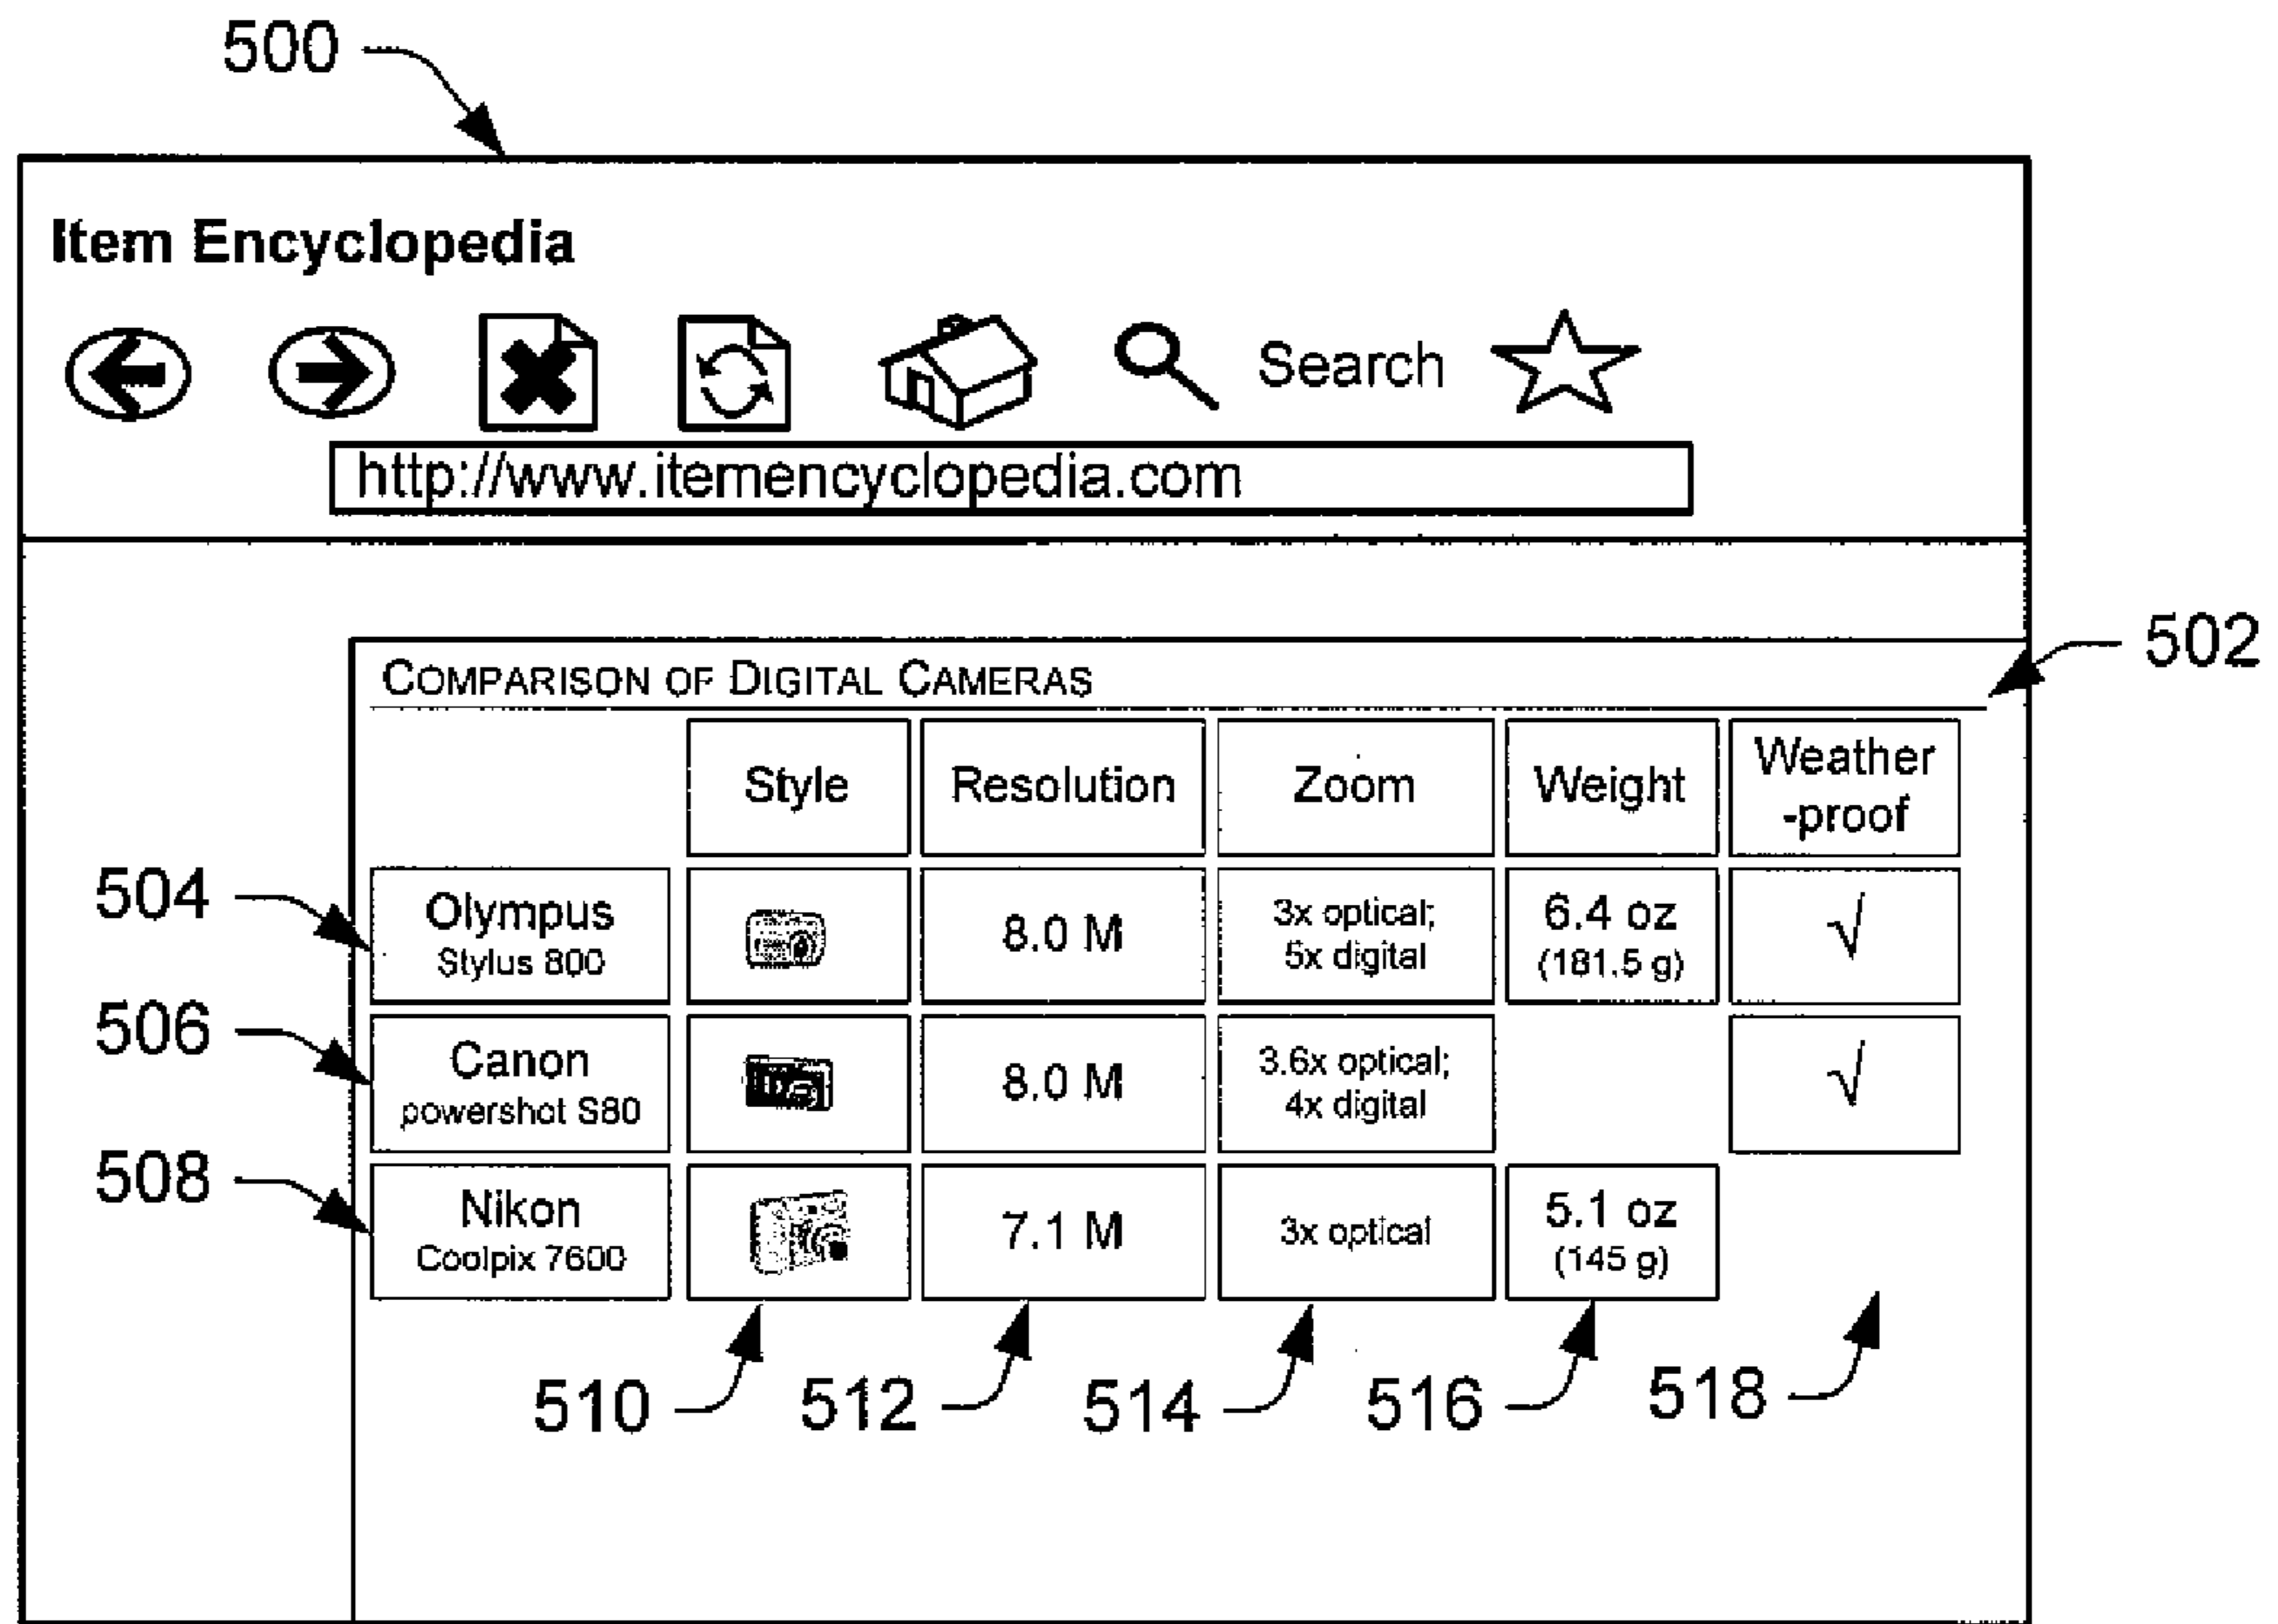 500
Item Encyclopedia
Search
http://www.itemencyclopedia.com
502
COMPARISON OF DIGITAL CAMERAS
Style Resolution Zoom Weight Weather
-proof
504
Olympus
Stylus 800
8.0 M
3x optical;
5x digital
6.4 oz
(181.5 g)
√
506
Canon
powershot S80
8.0 M
3.6x optical;
4x digital
√
508
Nikon
Coolpix 7600
7.1 M
3x optical
5.1 oz
(145 g)
510 512 514 516 518